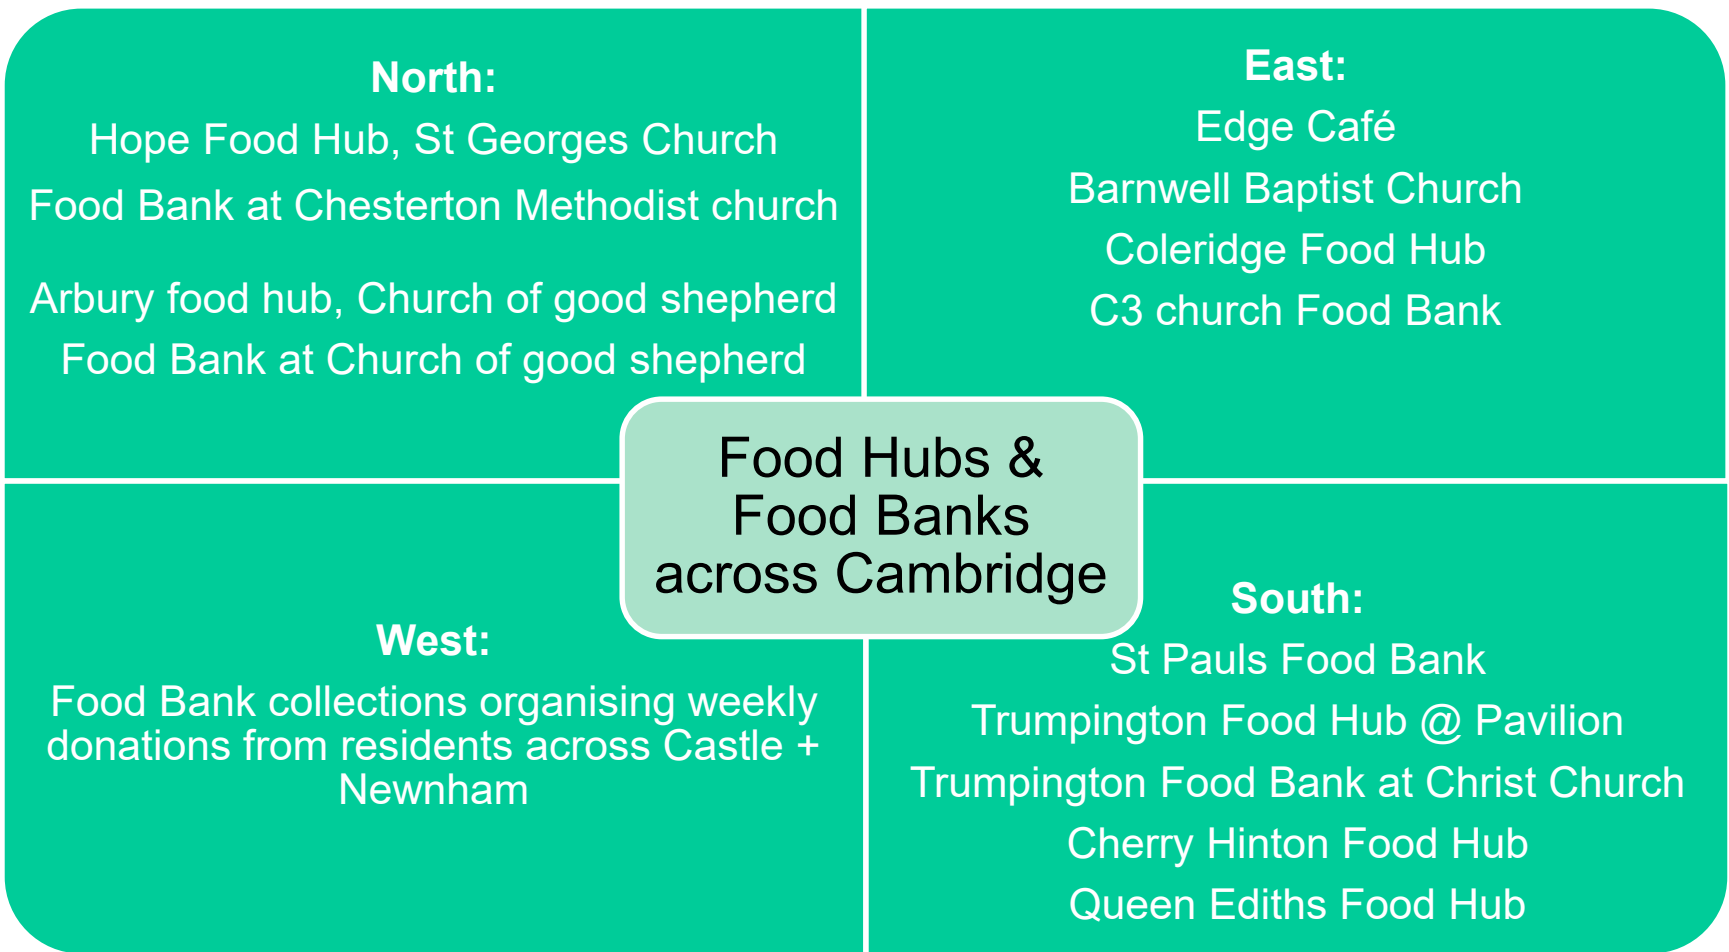 North:
Hope Food Hub, St Georges Church
Food Bank at Chesterton Methodist church
Arbury food hub, Church of good shepherd
Food Bank at Church of good shepherd
East:
Edge Café
Barnwell Baptist Church
Coleridge Food Hub
C3 church Food Bank
Food Hubs &
Food Banks
across Cambridge
West:
Food Bank collections organising weekly
donations from residents across Castle +
Newnham
South:
St Pauls Food Bank
Trumpington Food Hub @ Pavilion
Trumpington Food Bank at Christ Church
Cherry Hinton Food Hub
Queen Ediths Food Hub